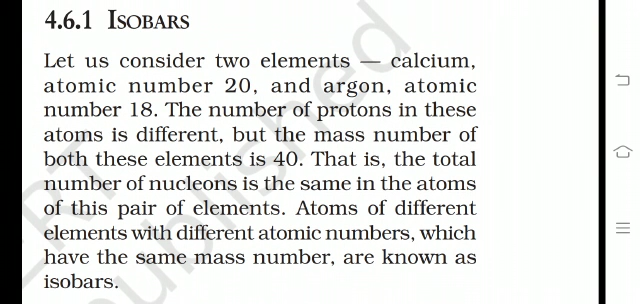 4.6.1 ISOBARS
Let us consider two elements — calcium,
atomic number 20, and argon, atomic
number 18. The number of protons in these
atoms is different, but the mass number of
both these elements is 40. That is, the total
number of nucleons is the same in the atoms
of this pair of elements. Atoms of different
elements with different atomic numbers, which
have the same mass number, are known as
isobars.